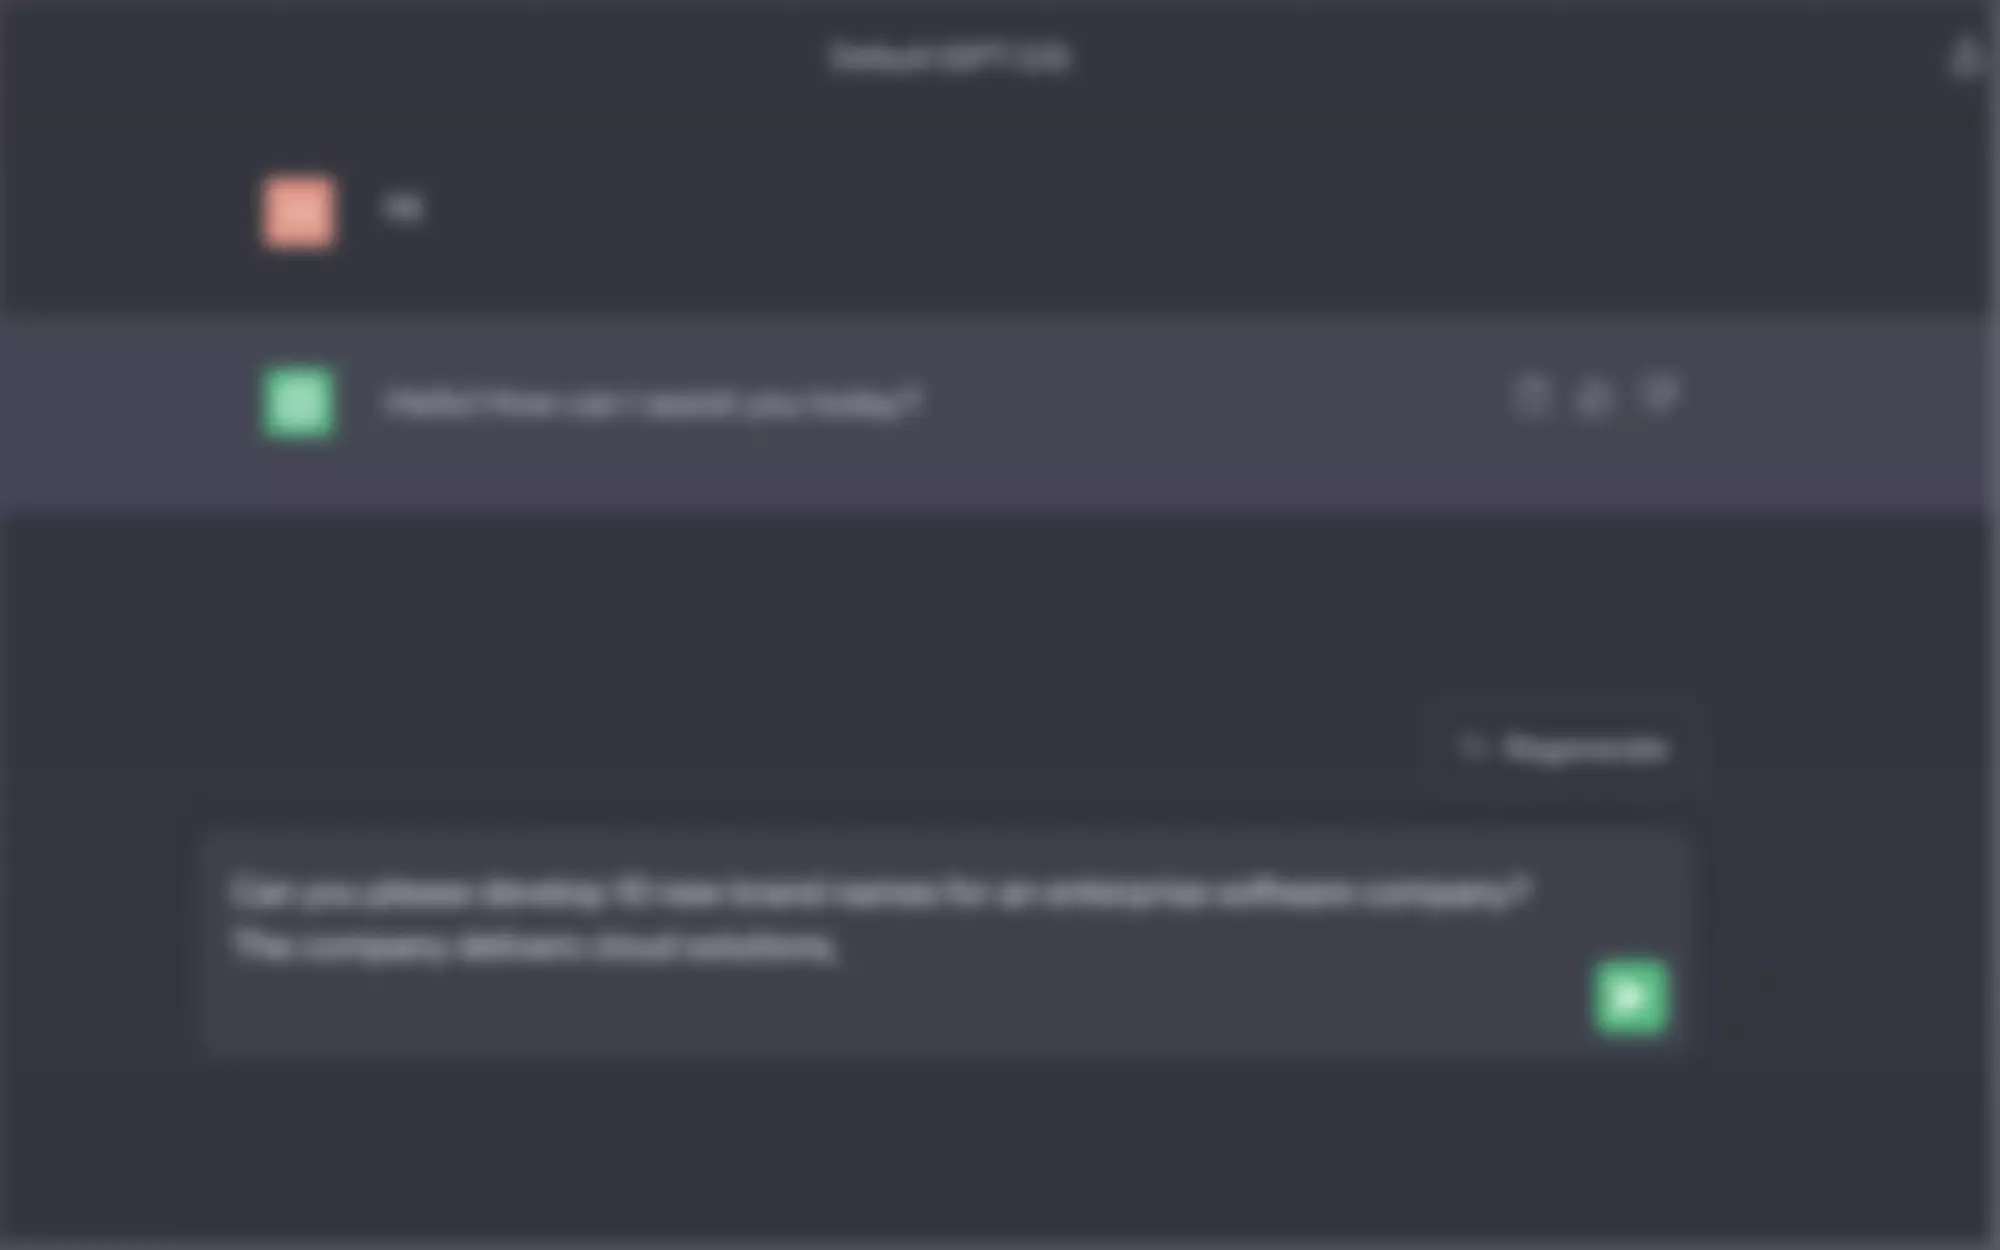 Default (GPT-3.5)
Hi
Hello! How can I assist you today?
Regenerate
Can you please develop 10 new brand names for an enterprise software company?
The company delivers cloud solutions,